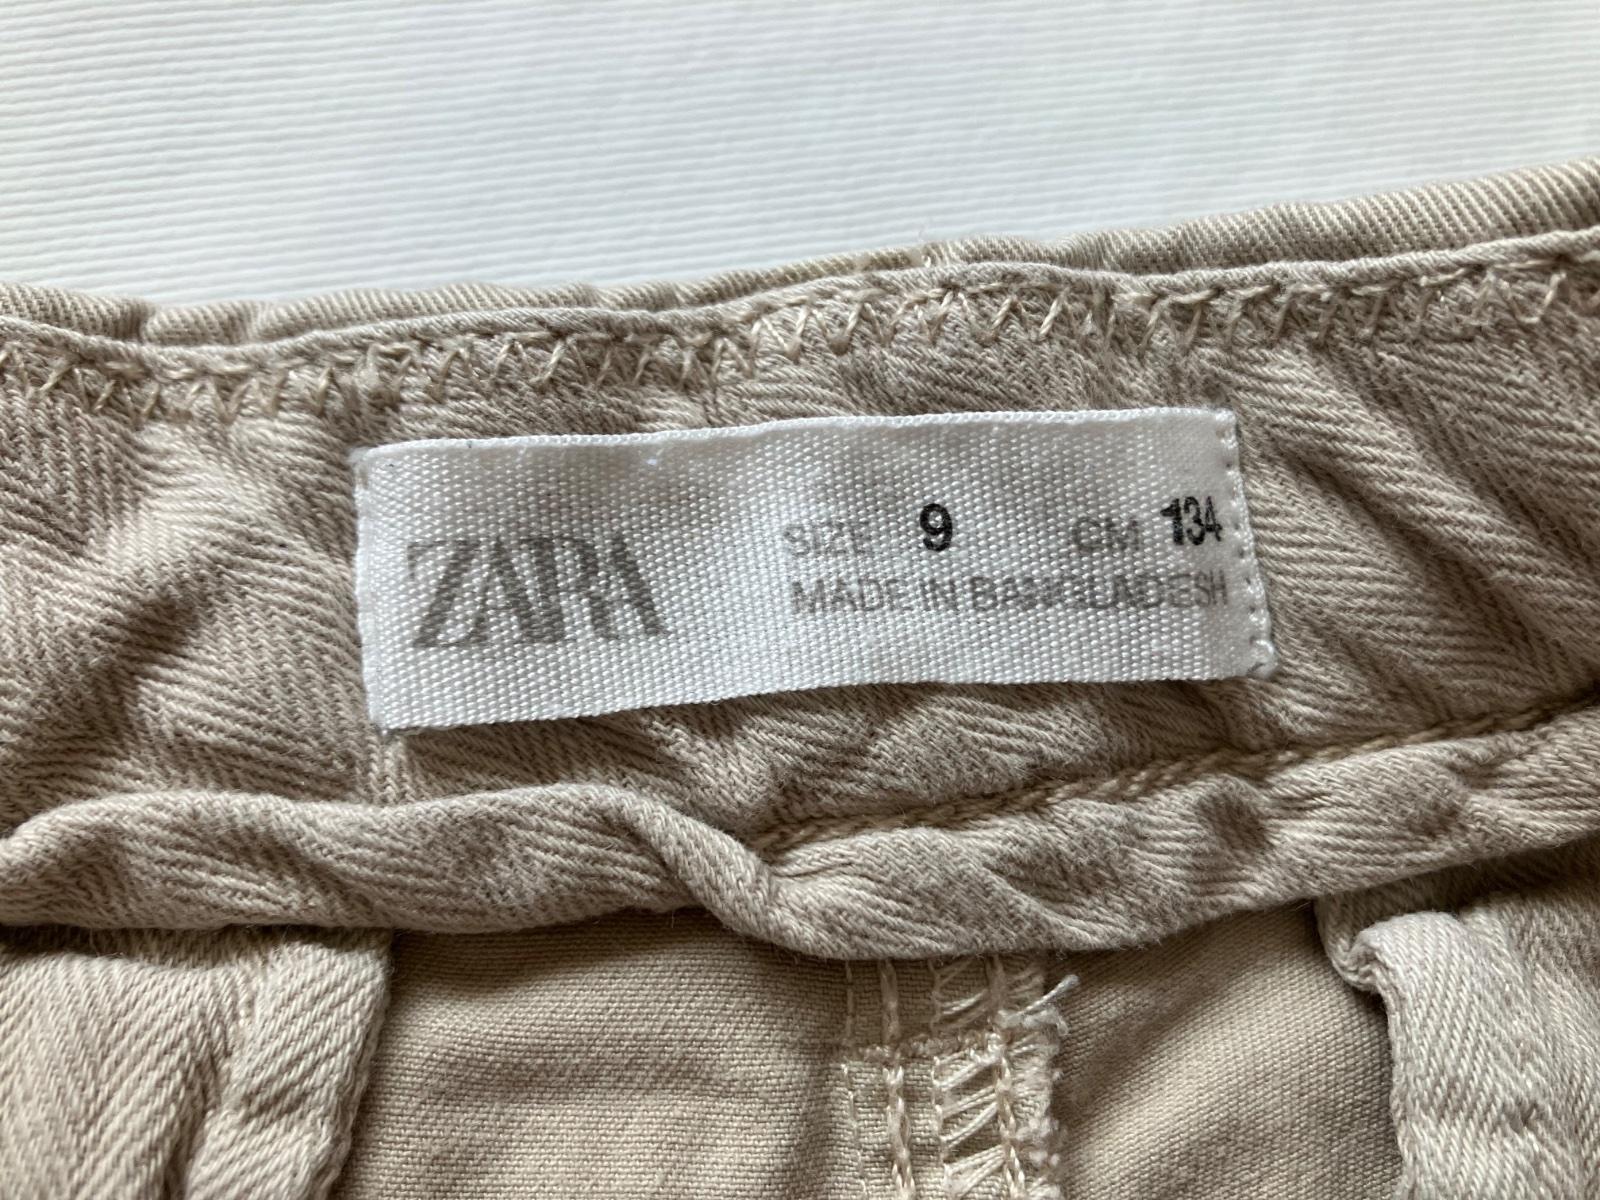 ZARA
SIZE 9 CM 134
MADE IN BANGLADESH